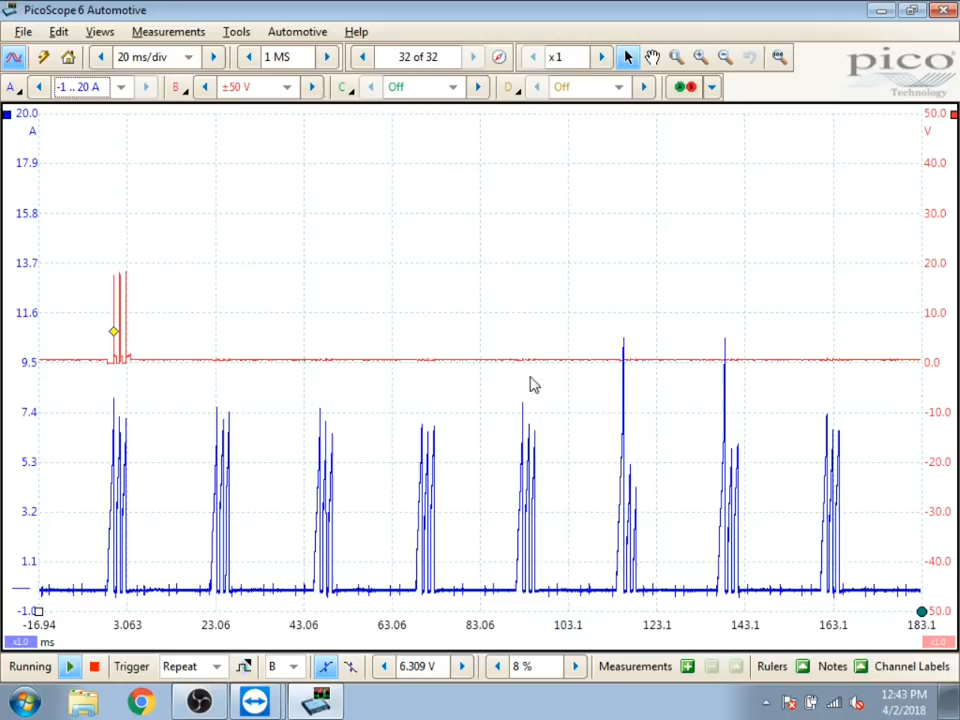 PicoScope 6 Automotive
File Edit Views Measurements Tools Automotive Help
20 ms/div 1 MS 32 of 32 x1
pico
Technology
A -1 .. 20 A B ±50 V C Off D Off
20.0 50.0
A V
17.9 40.0
15.8 30.0
13.7 20.0
11.6 10.0
9.5 0.0
7.4 -10.0
5.3 -20.0
3.2 -30.0
1.1 -40.0
-1.0 -50.0
-16.94 3.063 23.06 43.06 63.06 83.06 103.1 123.1 143.1 163.1 183.1
x1.0 ms x1.0
Running Trigger Repeat B 6.309 V 8 % Measurements Rulers Notes Channel Labels
12:43 PM
4/2/2018